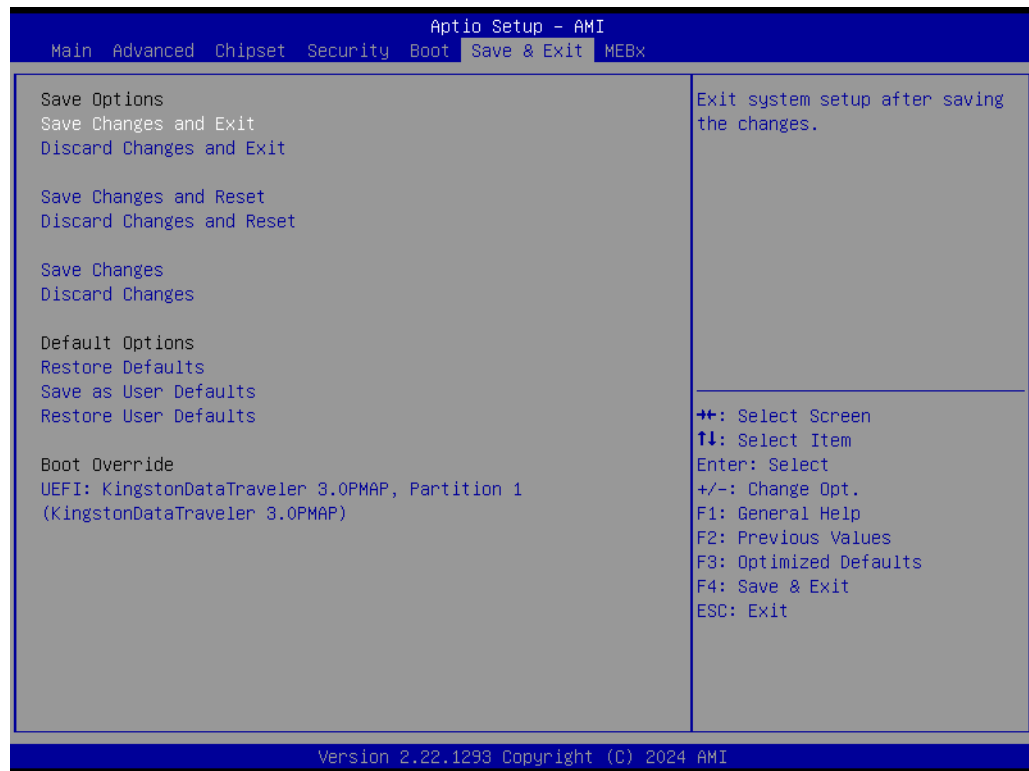 Aptio Setup – AMI
Main Advanced Chipset Security Boot Save & Exit MEBx
Save Options
Save Changes and Exit
Discard Changes and Exit
Save Changes and Reset
Discard Changes and Reset
Save Changes
Discard Changes
Default Options
Restore Defaults
Save as User Defaults
Restore User Defaults
Boot Override
UEFI: KingstonDataTraveler 3.0PMAP, Partition 1
(KingstonDataTraveler 3.0PMAP)
Exit system setup after saving
the changes.
→←: Select Screen
↑↓: Select Item
Enter: Select
+/-: Change Opt.
F1: General Help
F2: Previous Values
F3: Optimized Defaults
F4: Save & Exit
ESC: Exit
Version 2.22.1293 Copyright (C) 2024 AMI